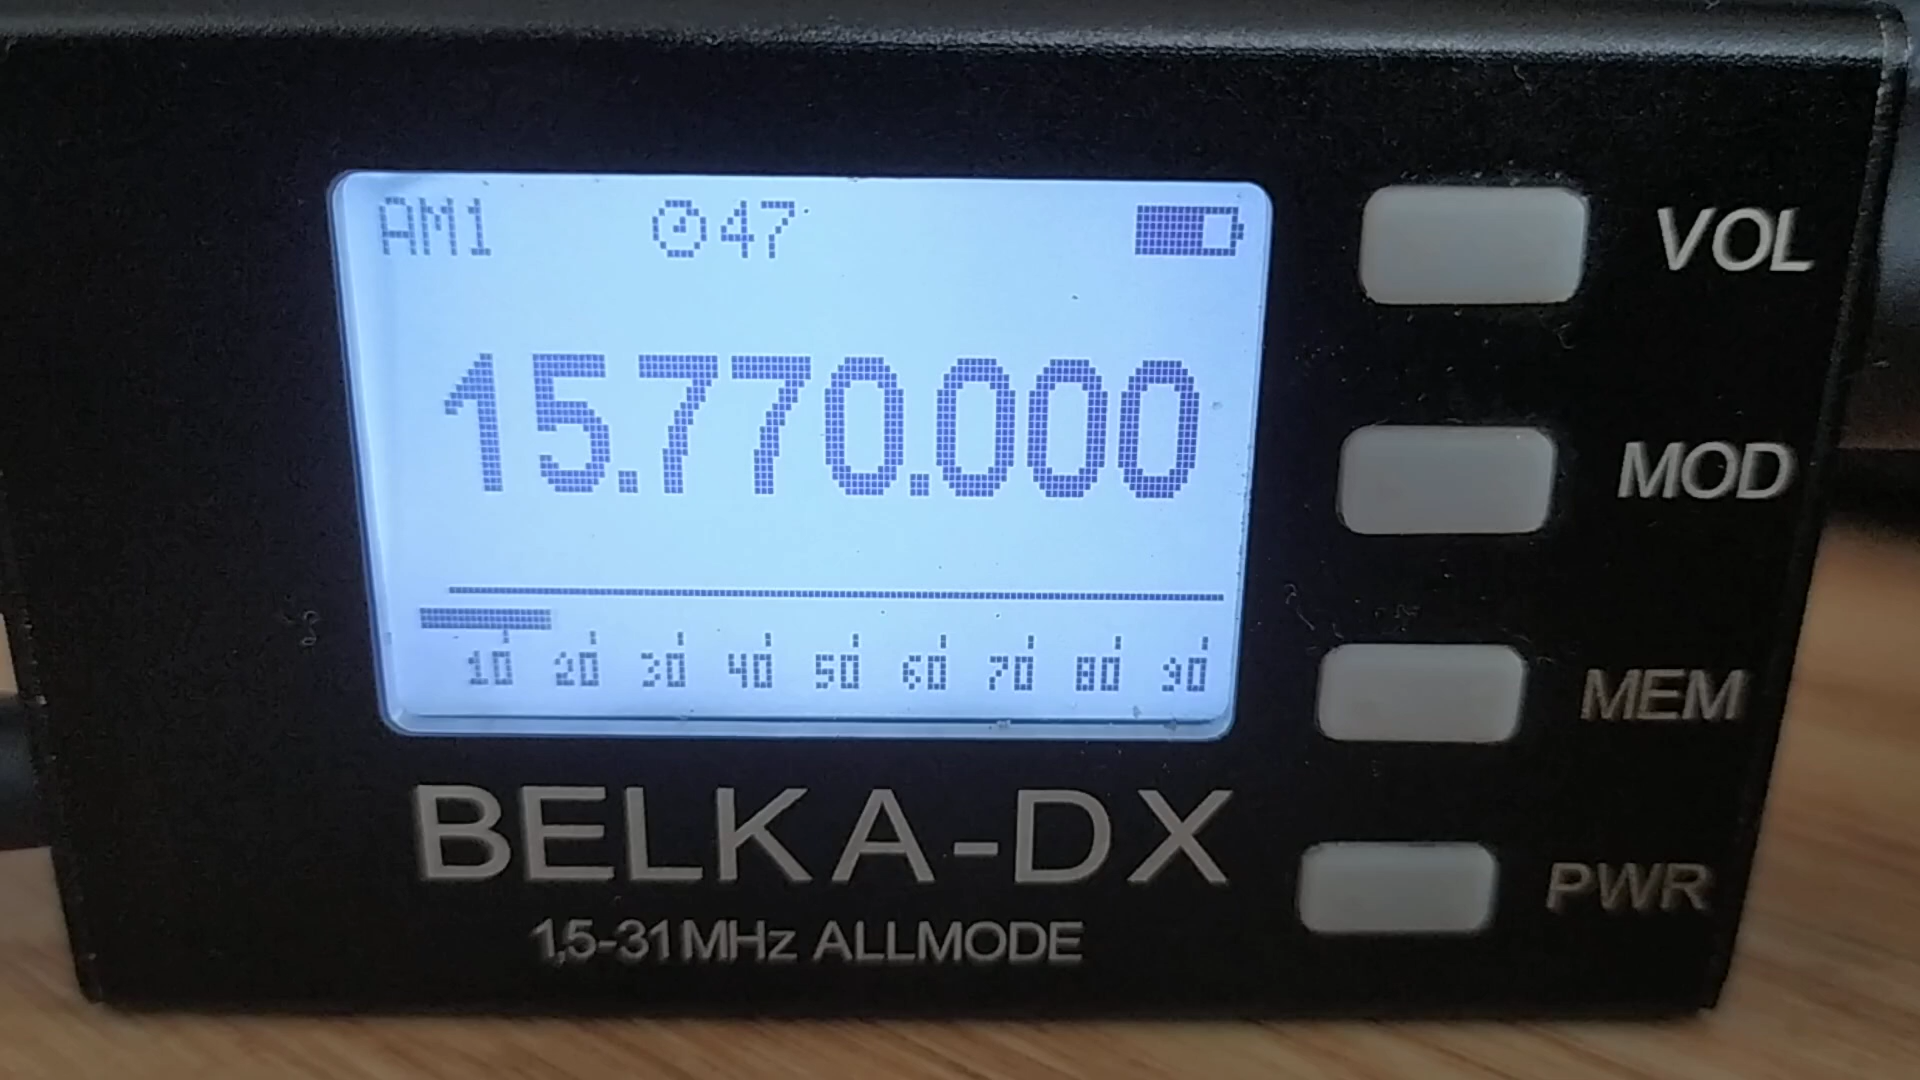 AM1 47
15.770.000
10 20 30 40 50 60 70 80 90
VOL
MOD
MEM
PWR
BELKA-DX
1,5-31MHz ALLMODE